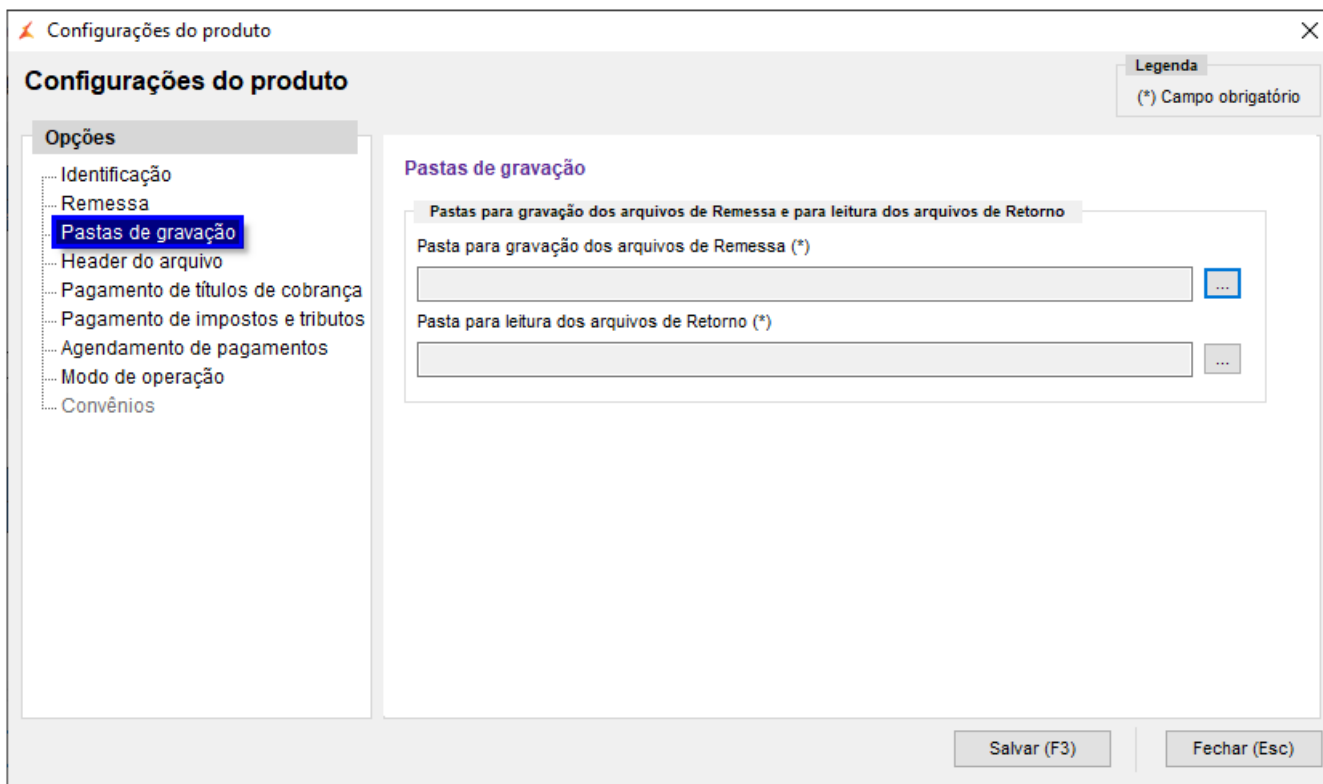 Configurações do produto
Configurações do produto
Legenda
(*) Campo obrigatório
Opções
Identificação
Remessa
Pastas de gravação
Header do arquivo
Pagamento de títulos de cobrança
Pagamento de impostos e tributos
Agendamento de pagamentos
Modo de operação
Convênios
Pastas de gravação
Pastas para gravação dos arquivos de Remessa e para leitura dos arquivos de Retorno
Pasta para gravação dos arquivos de Remessa (*)
...
Pasta para leitura dos arquivos de Retorno (*)
...
Salvar (F3)
Fechar (Esc)